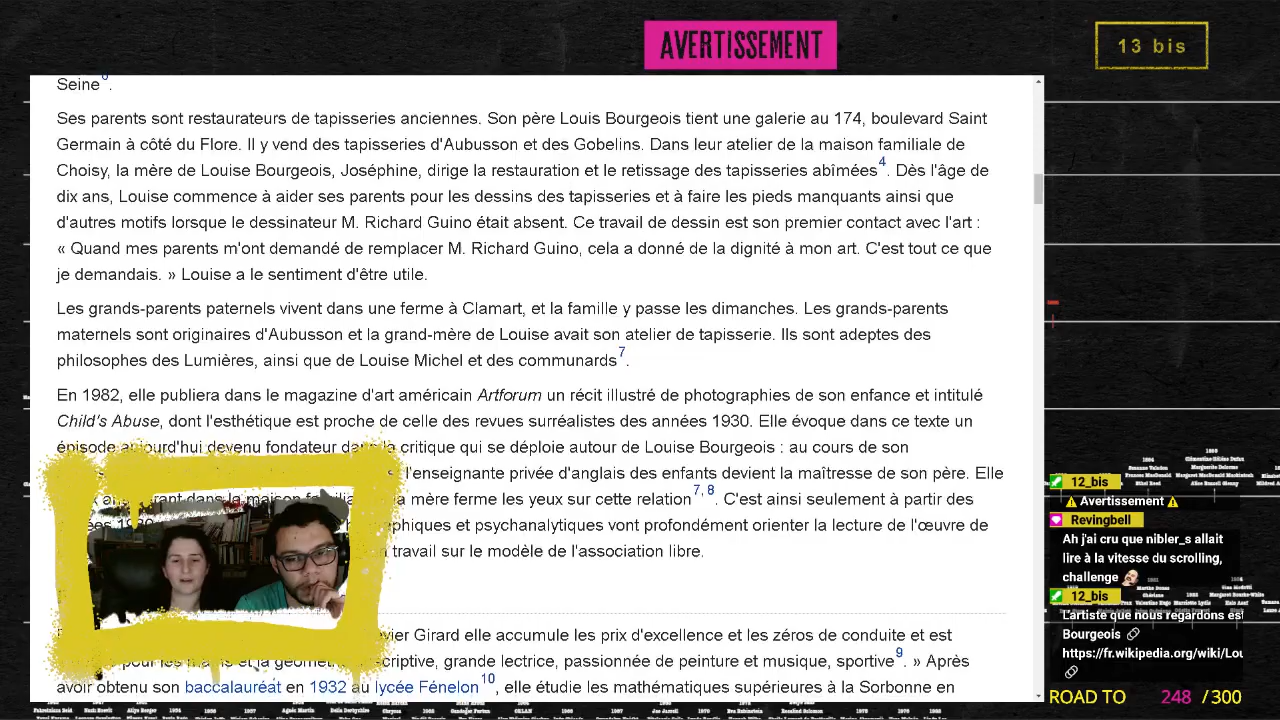 AVERTISSEMENT
13 bis
Seine6.
Ses parents sont restaurateurs de tapisseries anciennes. Son père Louis Bourgeois tient une galerie au 174, boulevard Saint
Germain à côté du Flore. Il y vend des tapisseries d'Aubusson et des Gobelins. Dans leur atelier de la maison familiale de
Choisy, la mère de Louise Bourgeois, Joséphine, dirige la restauration et le retissage des tapisseries abîmées4. Dès l'âge de
dix ans, Louise commence à aider ses parents pour les dessins des tapisseries et à faire les pieds manquants ainsi que
d'autres motifs lorsque le dessinateur M. Richard Guino était absent. Ce travail de dessin est son premier contact avec l'art :
« Quand mes parents m'ont demandé de remplacer M. Richard Guino, cela a donné de la dignité à mon art. C'est tout ce que
je demandais. » Louise a le sentiment d'être utile.
Les grands-parents paternels vivent dans une ferme à Clamart, et la famille y passe les dimanches. Les grands-parents
maternels sont originaires d'Aubusson et la grand-mère de Louise avait son atelier de tapisserie. Ils sont adeptes des
philosophes des Lumières, ainsi que de Louise Michel et des communards7.
En 1982, elle publiera dans le magazine d'art américain Artforum un récit illustré de photographies de son enfance et intitulé
Child's Abuse, dont l'esthétique est proche de celle des revues surréalistes des années 1930. Elle évoque dans ce texte un
épisode aujourd'hui devenu fondateur dans la critique qui se déploie autour de Louise Bourgeois : au cours de son
l'enseignante privée d'anglais des enfants devient la maîtresse de son père. Elle
dans la maison mère ferme les yeux sur cette relation7, 8. C'est ainsi seulement à partir des
et psychanalytiques vont profondément orienter la lecture de l'œuvre de
travail sur le modèle de l'association libre.
Girard elle accumule les prix d'excellence et les zéros de conduite et est
grande lectrice, passionnée de peinture et musique, sportive9. » Après
avoir obtenu son baccalauréat en 1932 au lycée Fénelon10, elle étudie les mathématiques supérieures à la Sorbonne en
12_bis
⚠ Avertissement ⚠
Revingbell
Ah j'ai cru que nibler_s allait
lire à la vitesse du scrolling,
challenge
12_bis
L'artiste que nous regardons es
Bourgeois
https://fr.wikipedia.org/wiki/Lou
ROAD TO 248 /300